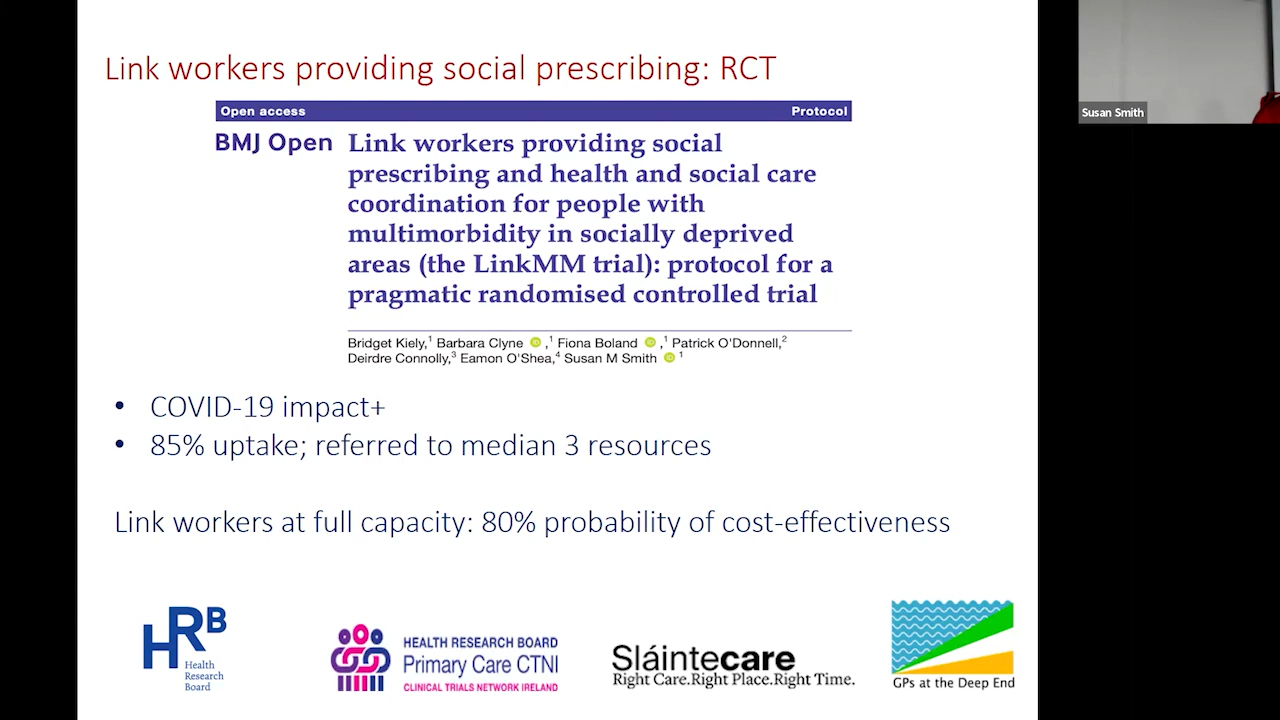 Link workers providing social prescribing: RCT
Open access
Protocol
BMJ Open
Link workers providing social
prescribing and health and social care
coordination for people with
multimorbidity in socially deprived
areas (the LinkMM trial): protocol for a
pragmatic randomised controlled trial
Bridget Kiely,¹ Barbara Clyne ,¹ Fiona Boland ,¹ Patrick O'Donnell,²
Deirdre Connolly,³ Eamon O'Shea,⁴ Susan M Smith ¹
• COVID-19 impact+
• 85% uptake; referred to median 3 resources
Link workers at full capacity: 80% probability of cost-effectiveness
HRB
Health
Research
Board
HEALTH RESEARCH BOARD
Primary Care CTNI
CLINICAL TRIALS NETWORK IRELAND
Sláintecare
Right Care.Right Place.Right Time.
GPs at the Deep End
Susan Smith